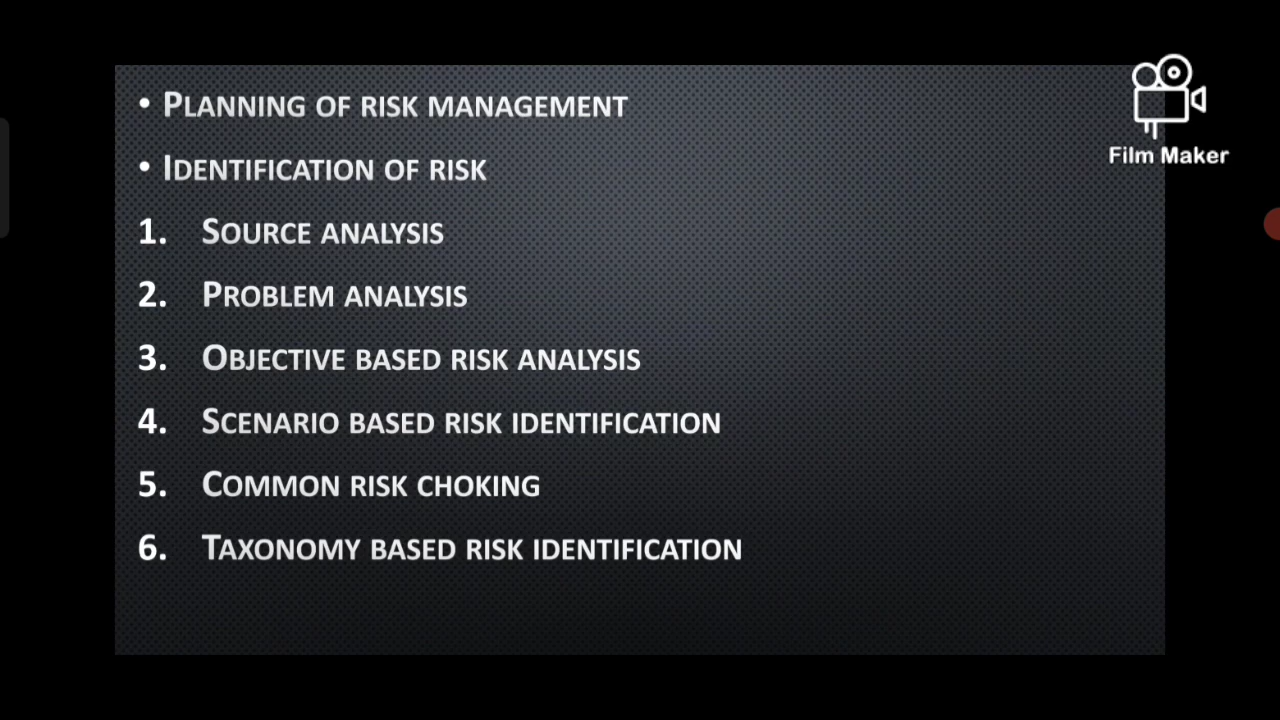 • Planning of risk management
• Identification of risk
1. Source analysis
2. Problem analysis
3. Objective based risk analysis
4. Scenario based risk identification
5. Common risk choking
6. Taxonomy based risk identification
Film Maker